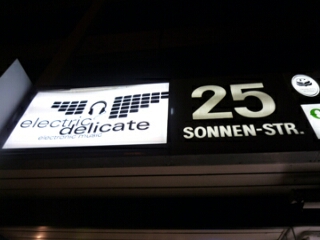 electric
delicate
electronic music
25
SONNEN-STR.